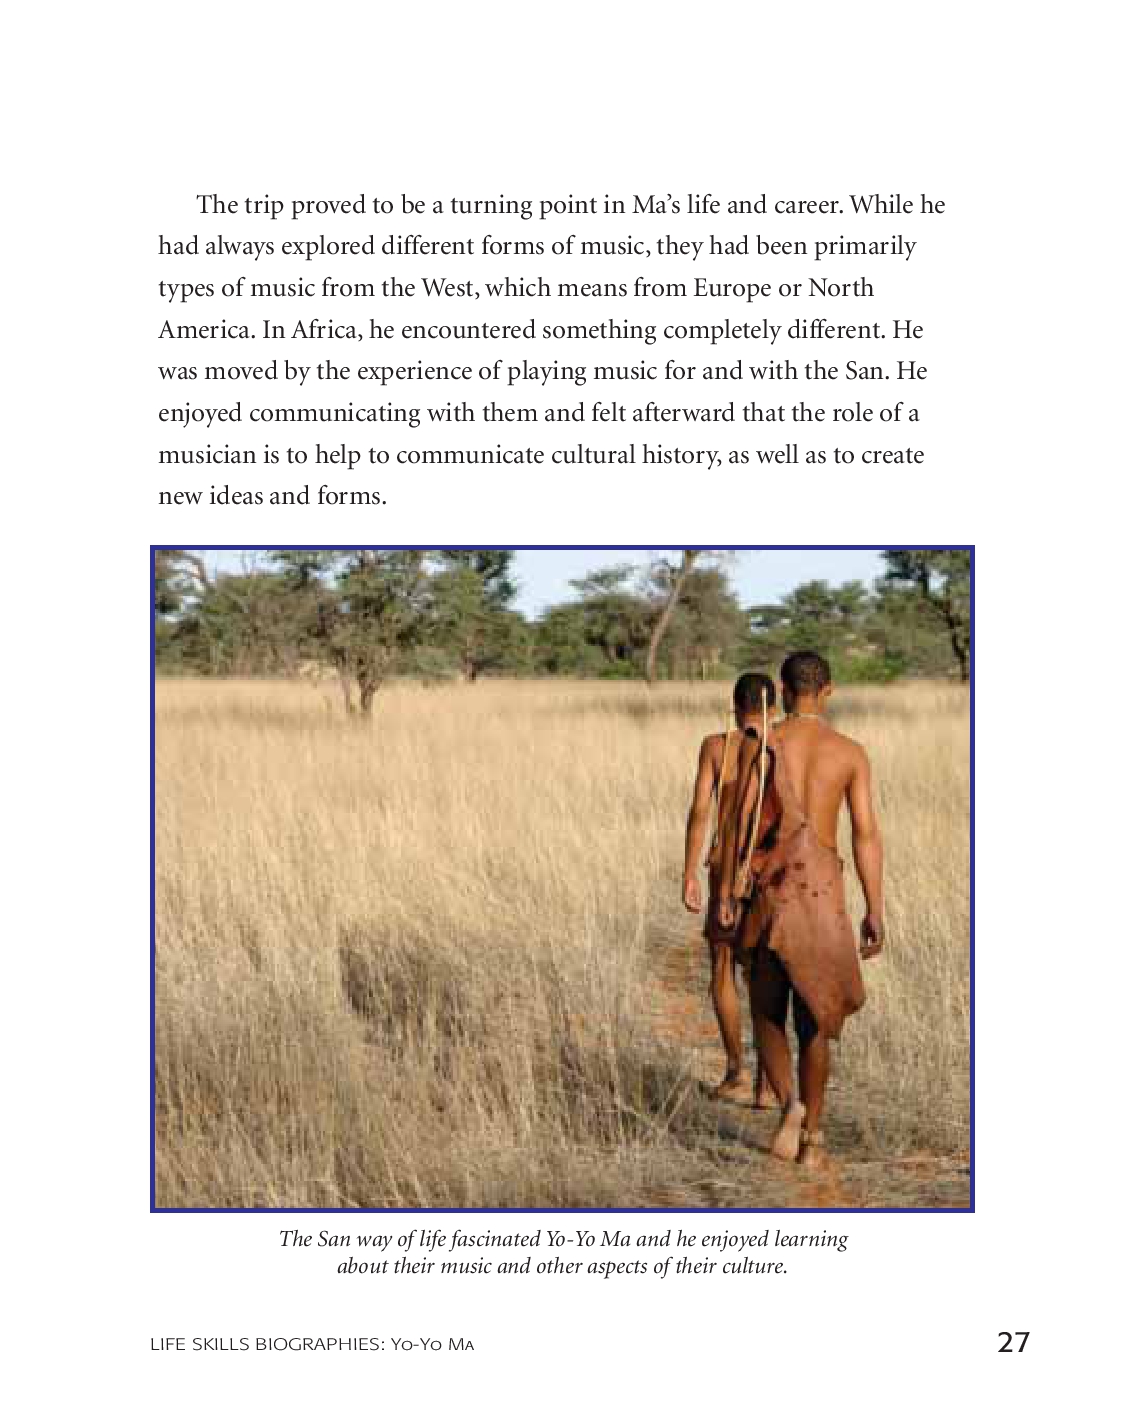 The trip proved to be a turning point in Ma’s life and career. While he
had always explored different forms of music, they had been primarily
types of music from the West, which means from Europe or North
America. In Africa, he encountered something completely different. He
was moved by the experience of playing music for and with the San. He
enjoyed communicating with them and felt afterward that the role of a
musician is to help to communicate cultural history, as well as to create
new ideas and forms.
The San way of life fascinated Yo-Yo Ma and he enjoyed learning
about their music and other aspects of their culture.
LIFE SKILLS BIOGRAPHIES: YO-YO MA 27